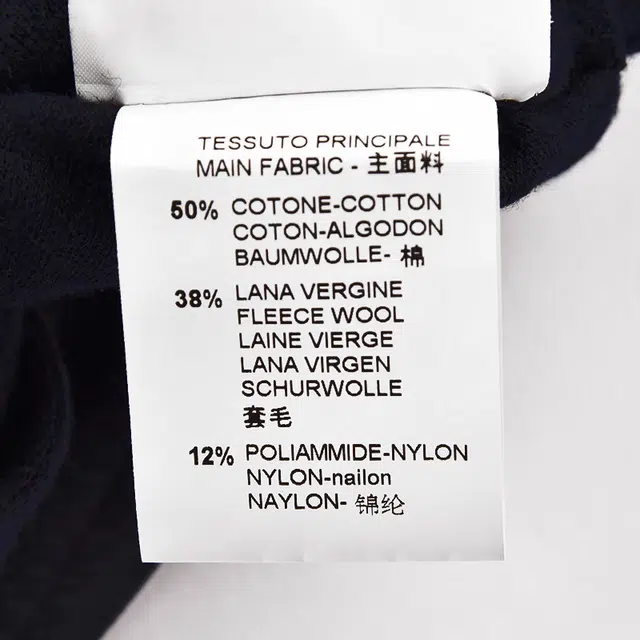 TESSUTO PRINCIPALE
MAIN FABRIC - 主面料
50% COTONE-COTTON
COTON-ALGODON
BAUMWOLLE- 棉
38% LANA VERGINE
FLEECE WOOL
LAINE VIERGE
LANA VIRGEN
SCHURWOLLE
套毛
12% POLIAMMIDE-NYLON
NYLON-nailon
NAYLON- 锦纶